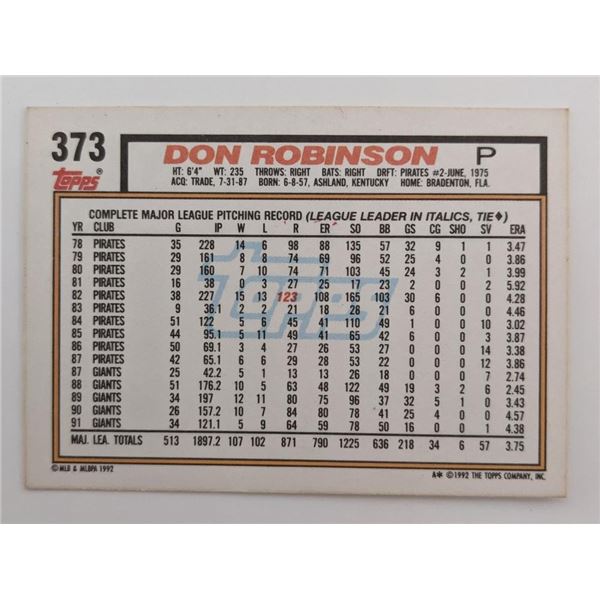 373 DON ROBINSON P
TOPPS®
HT: 6'4" WT: 235 THROWS: RIGHT BATS: RIGHT DRFT: PIRATES #2-JUNE, 1975
ACQ: TRADE, 7-31-87 BORN: 6-8-57, ASHLAND, KENTUCKY HOME: BRADENTON, FLA.
COMPLETE MAJOR LEAGUE PITCHING RECORD (LEAGUE LEADER IN ITALICS, TIE♦)
YR CLUB G IP W L R ER SO BB GS CG SHO SV ERA
78 PIRATES 35 228 14 6 98 88 135 57 32 9 1 1 3.47
79 PIRATES 29 161 8 8 74 69 96 52 25 4 0 0 3.86
80 PIRATES 29 160 7 10 74 71 103 45 24 3 2 1 3.99
81 PIRATES 16 38 0 3 27 25 17 23 2 0 0 2 5.92
82 PIRATES 38 227 15 13 123 108 165 103 30 6 0 0 4.28
83 PIRATES 9 36.1 2 2 21 18 28 21 6 0 0 0 4.46
84 PIRATES 51 122 5 6 45 41 110 49 1 0 0 10 3.02
85 PIRATES 44 95.1 5 11 49 41 65 42 6 0 0 3 3.87
86 PIRATES 50 69.1 3 4 27 26 53 27 0 0 0 14 3.38
87 PIRATES 42 65.1 6 6 29 28 53 22 0 0 0 12 3.86
87 GIANTS 25 42.2 5 1 13 13 26 18 0 0 0 7 2.74
88 GIANTS 51 176.2 10 5 63 48 122 49 19 3 2 6 2.45
89 GIANTS 34 197 12 11 80 75 96 37 32 5 1 0 3.43
90 GIANTS 26 157.2 10 7 84 80 78 41 25 4 0 0 4.57
91 GIANTS 34 121.1 5 9 64 59 78 50 16 0 0 1 4.38
MAJ. LEA. TOTALS 513 1897.2 107 102 871 790 1225 636 218 34 6 57 3.75
TOPPS
©MLB & MLBPA 1992 A✻ ©1992 THE TOPPS COMPANY, INC.